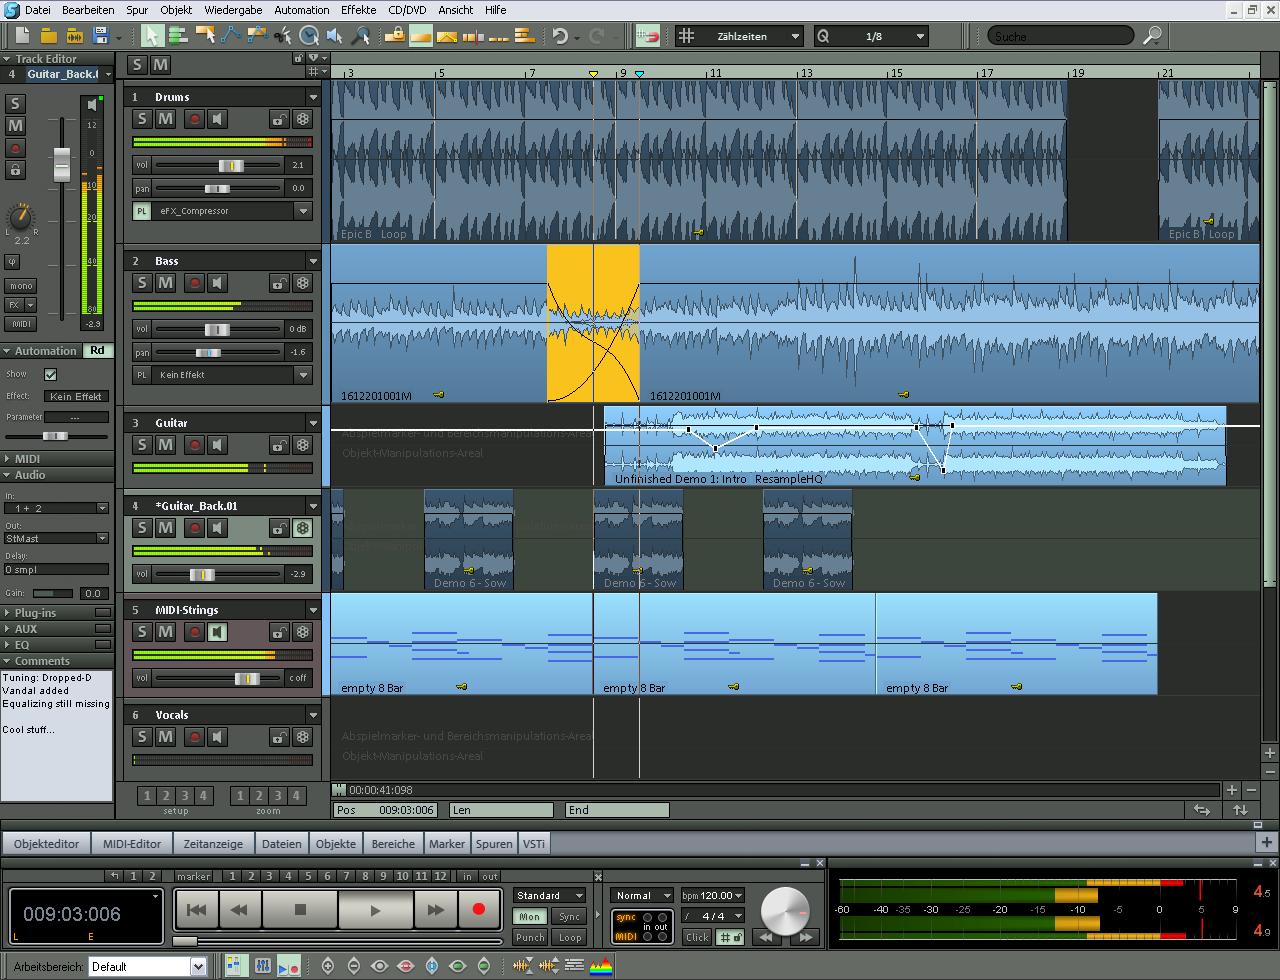 Datei Bearbeiten Spur Objekt Wiedergabe Automation Effekte CD/DVD Ansicht Hilfe
Zählzeiten Q 1/8 Suche
Track Editor
4 Guitar_Back.(
S
M
12
0
10
20
40
60
80
L R
2.2
mono
FX
MIDI -2.9
Automation Rd
Show
Effekt: Kein Effekt
Parameter ---
MIDI
Audio
In:
1 + 2
Out:
StMast
Delay:
0 smpl
Gain: 0.0
Plug-ins
AUX
EQ
Comments
Tuning: Dropped-D
Vandal added
Equalizing still missing
Cool stuff...
S M
3 5 7 9 11 13 15 17 19 21
1 Drums
S M
vol 2.1
pan 0.0
PL eFX_Compressor
Epic B Loop
Epic B Loop
2 Bass
S M
vol 0 dB
pan -1.6
PL Kein Effekt
1612201001M
1612201001M
3 Guitar
S M
Abspielmarker- und Bereichsmanipulations-Areal
Objekt-Manipulations-Areal
Unfinished Demo 1: Intro ResampleHQ
4 *Guitar_Back.01
S M
vol -2.9
Demo 6 - Sow
Demo 6 - Sow
Demo 6 - Sow
5 MIDI-Strings
S M
vol c off
empty 8 Bar
empty 8 Bar
empty 8 Bar
6 Vocals
S M
Abspielmarker- und Bereichsmanipulations-Areal
Objekt-Manipulations-Areal
1 2 3 4 1 2 3 4
setup zoom
00:00:41:098
Pos 009:03:006 Len End
Objekteditor MIDI-Editor Zeitanzeige Dateien Objekte Bereiche Marker Spuren VSTi
1 2 marker 1 2 3 4 5 6 7 8 9 10 11 12 in out
009:03:006
L E
Standard
Mon Sync
Punch Loop
Normal
sync
MIDI
in out
bpm 120.00
/ 4 / 4
Click
-60 -40 -30 -20 -10 -5 0 5 9
4.5
4.9
Arbeitsbereich: Default